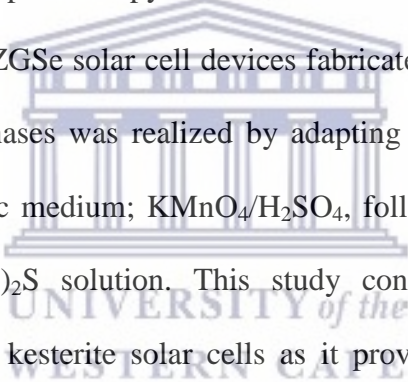 ZGSe solar cell devices fabricate
hases was realized by adapting
c medium; KMnO₄/H₂SO₄, foll
)₂S solution. This study con
UNIVERSITY of the
kesterite solar cells as it prov
WESTERN CAPE